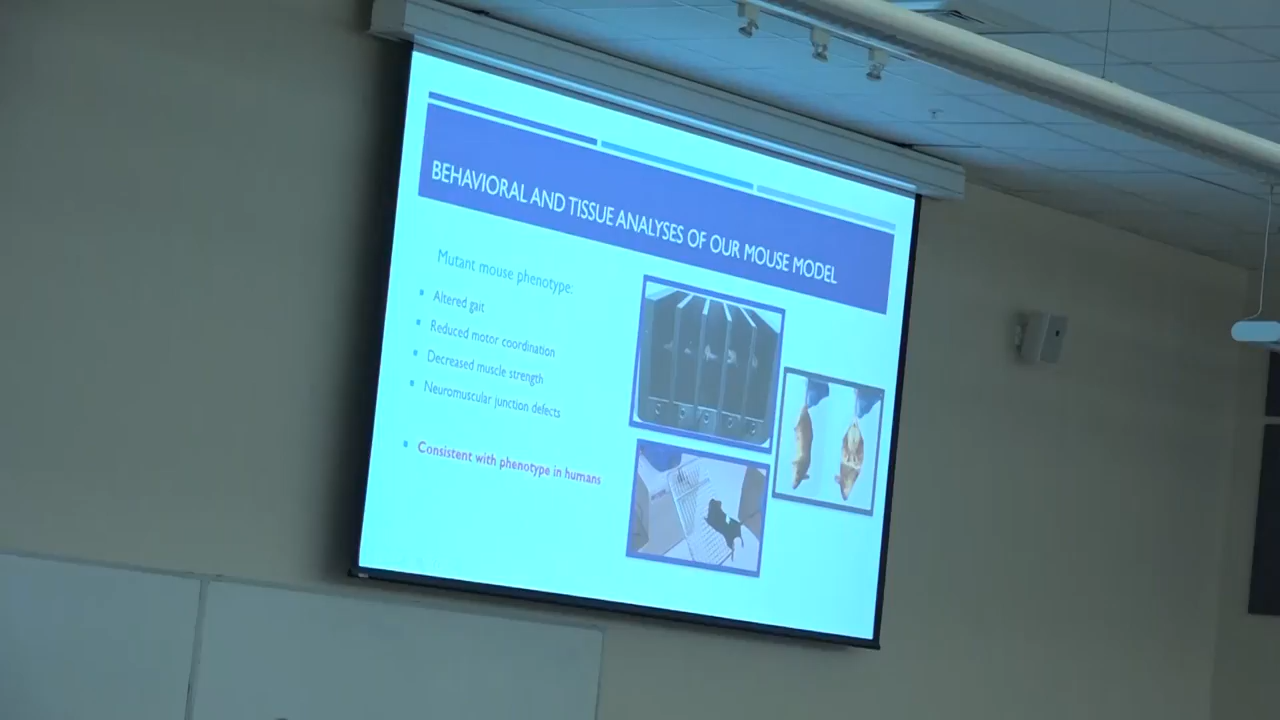 BEHAVIORAL AND TISSUE ANALYSES OF OUR MOUSE MODEL
Mutant mouse phenotype:
Altered gait
Reduced motor coordination
Decreased muscle strength
Neuromuscular junction defects
Consistent with phenotype in humans